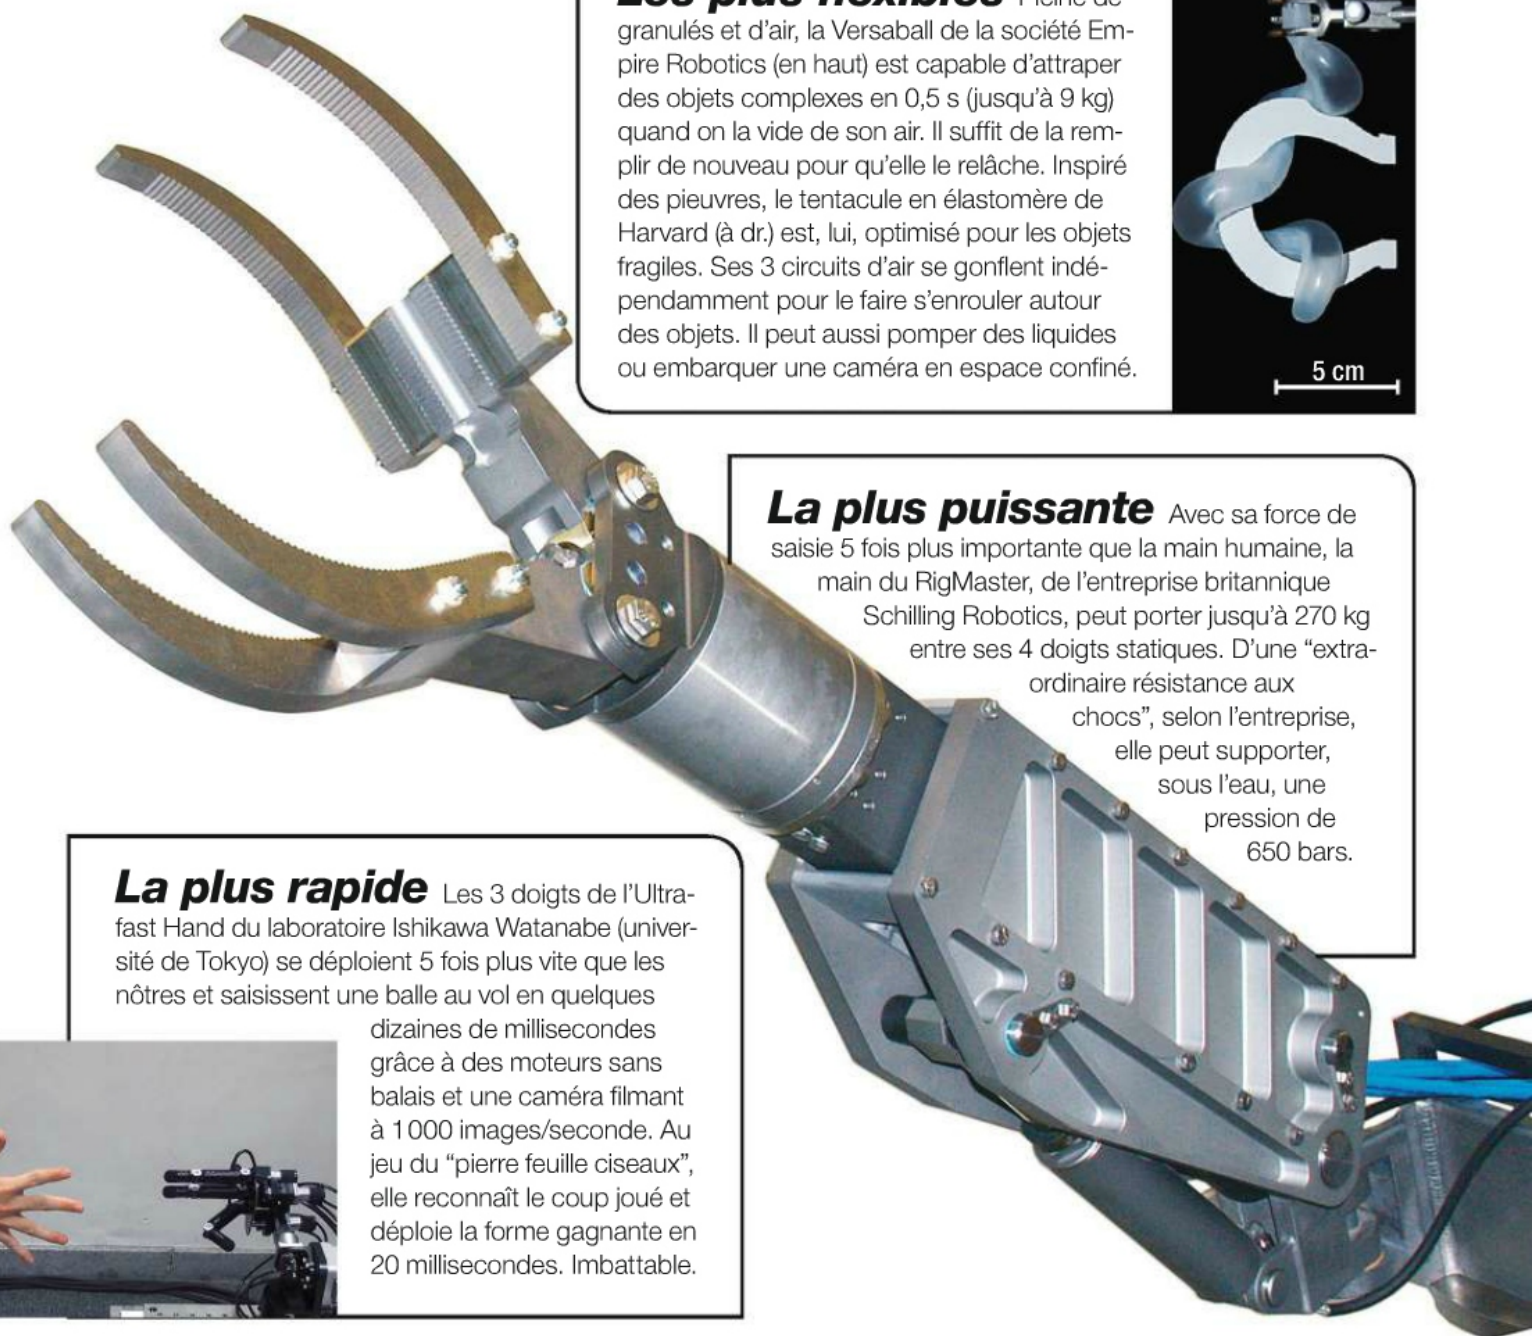 Les plus flexibles Pleine de
granulés et d'air, la Versaball de la société Em-
pire Robotics (en haut) est capable d'attraper
des objets complexes en 0,5 s (jusqu'à 9 kg)
quand on la vide de son air. Il suffit de la rem-
plir de nouveau pour qu'elle le relâche. Inspiré
des pieuvres, le tentacule en élastomère de
Harvard (à dr.) est, lui, optimisé pour les objets
fragiles. Ses 3 circuits d'air se gonflent indé-
pendamment pour le faire s'enrouler autour
des objets. Il peut aussi pomper des liquides
ou embarquer une caméra en espace confiné.
5 cm
La plus puissante Avec sa force de
saisie 5 fois plus importante que la main humaine, la
main du RigMaster, de l'entreprise britannique
Schilling Robotics, peut porter jusqu'à 270 kg
entre ses 4 doigts statiques. D'une “extra-
ordinaire résistance aux
chocs”, selon l'entreprise,
elle peut supporter,
sous l'eau, une
pression de
650 bars.
La plus rapide Les 3 doigts de l'Ultra-
fast Hand du laboratoire Ishikawa Watanabe (univer-
sité de Tokyo) se déploient 5 fois plus vite que les
nôtres et saisissent une balle au vol en quelques
dizaines de millisecondes
grâce à des moteurs sans
balais et une caméra filmant
à 1000 images/seconde. Au
jeu du “pierre feuille ciseaux”,
elle reconnaît le coup joué et
déploie la forme gagnante en
20 millisecondes. Imbattable.